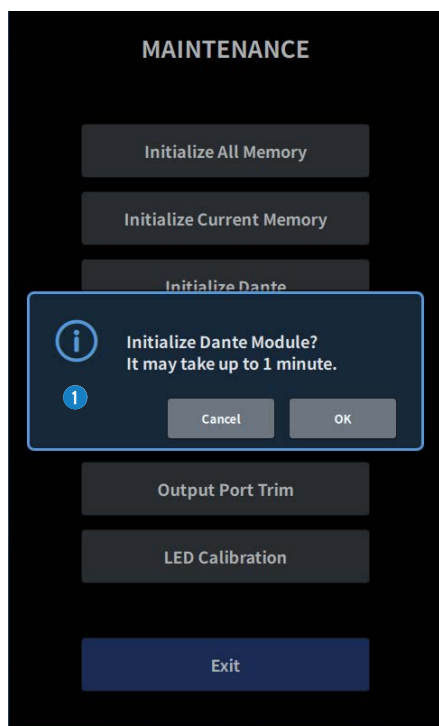 MAINTENANCE
Initialize All Memory
Initialize Current Memory
Initialize Dante
Initialize Dante Module?
It may take up to 1 minute.
1
Cancel
OK
Output Port Trim
LED Calibration
Exit